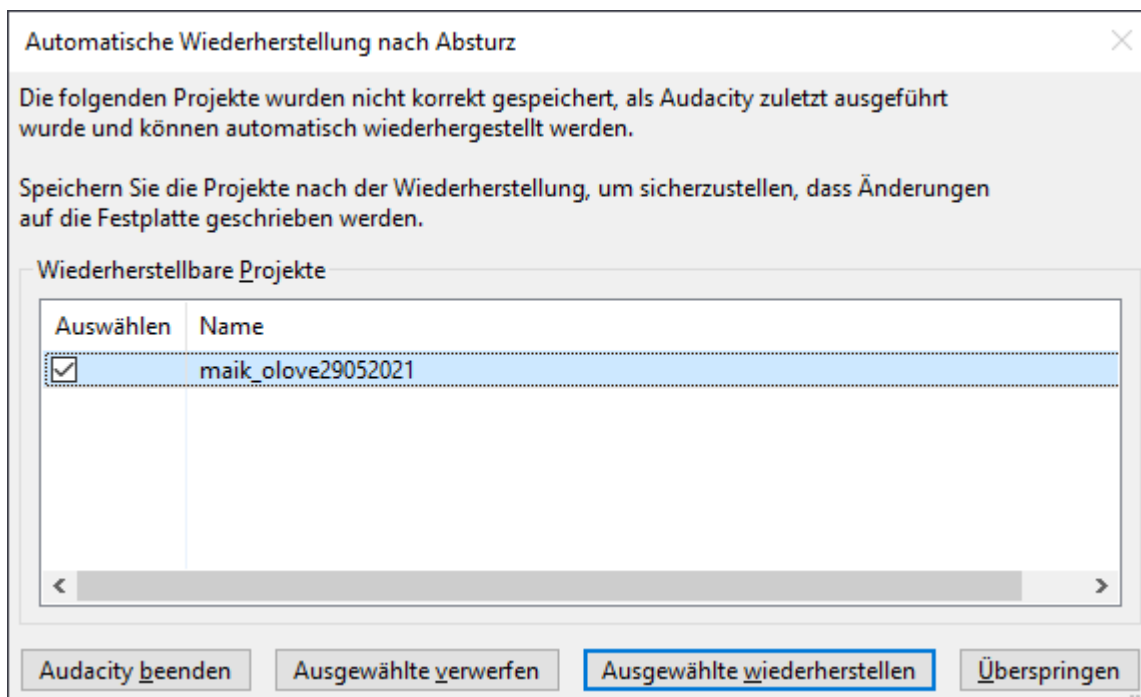 Automatische Wiederherstellung nach Absturz
Die folgenden Projekte wurden nicht korrekt gespeichert, als Audacity zuletzt ausgeführt
wurde und können automatisch wiederhergestellt werden.
Speichern Sie die Projekte nach der Wiederherstellung, um sicherzustellen, dass Änderungen
auf die Festplatte geschrieben werden.
Wiederherstellbare Projekte
Auswählen Name
maik_olove29052021
Audacity beenden Ausgewählte verwerfen Ausgewählte wiederherstellen Überspringen